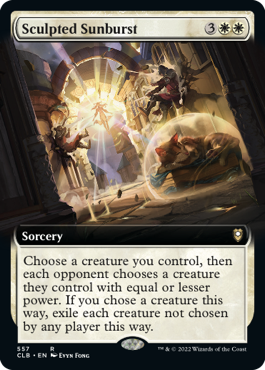 Sculpted Sunburst 3
Sorcery
Choose a creature you control, then
each opponent chooses a creature
they control with equal or lesser
power. If you chose a creature this
way, exile each creature not chosen
by any player this way.
557 R
CLB • EN Evyn Fong
™ & © 2022 Wizards of the Coast